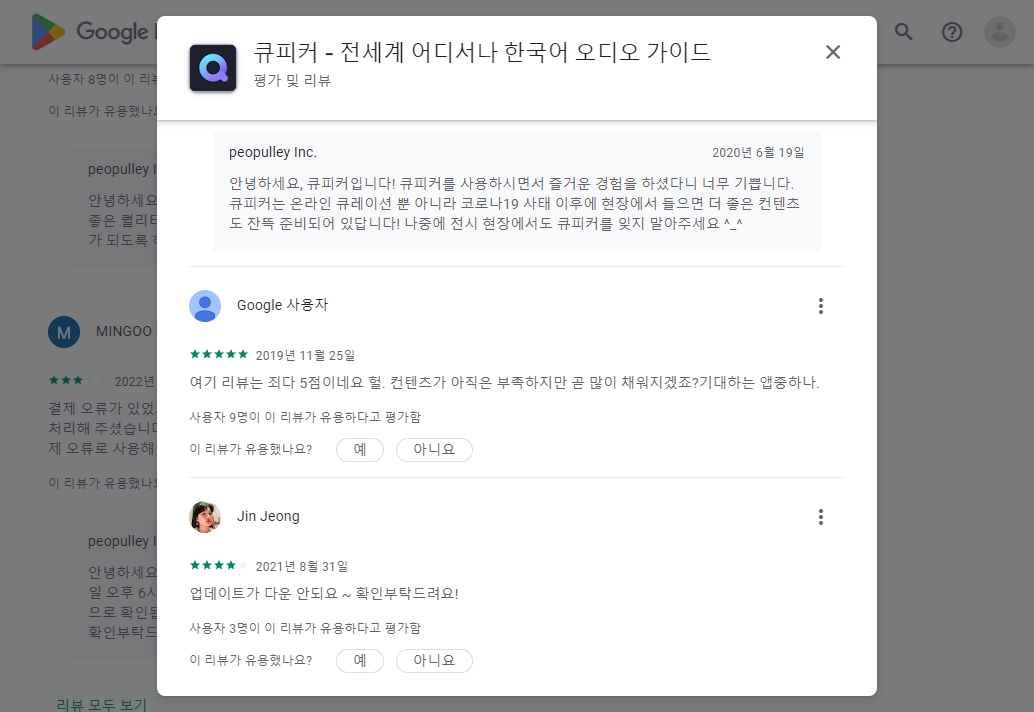 Google
큐피커 - 전세계 어디서나 한국어 오디오 가이드
평가 및 리뷰
peopulley Inc.
2020년 6월 19일
안녕하세요, 큐피커입니다! 큐피커를 사용하시면서 즐거운 경험을 하셨다니 너무 기쁩니다.
큐피커는 온라인 큐레이션 뿐 아니라 코로나19 사태 이후에 현장에서 들으면 더 좋은 컨텐츠
도 잔뜩 준비되어 있답니다! 나중에 전시 현장에서도 큐피커를 잊지 말아주세요 ^_^
Google 사용자
2019년 11월 25일
여기 리뷰는 죄다 5점이네요 헐. 컨텐츠가 아직은 부족하지만 곧 많이 채워지겠죠?기대하는 앱중하나.
사용자 9명이 이 리뷰가 유용하다고 평가함
이 리뷰가 유용했나요?
예
아니요
Jin Jeong
2021년 8월 31일
업데이트가 다운 안되요 ~ 확인부탁드려요!
사용자 3명이 이 리뷰가 유용하다고 평가함
이 리뷰가 유용했나요?
예
아니요
사용자 8명이 이 리뷰
이 리뷰가 유용했나요
peopulley I
안녕하세요
좋은 퀄리티
가 되도록
M
MINGOO
2022년
결제 오류가 있었
처리해 주셨습니다
제 오류로 사용해
이 리뷰가 유용했나요
peopulley I
안녕하세요
일 오후 6시
으로 확인됨
확인부탁드
리뷰 모두 보기